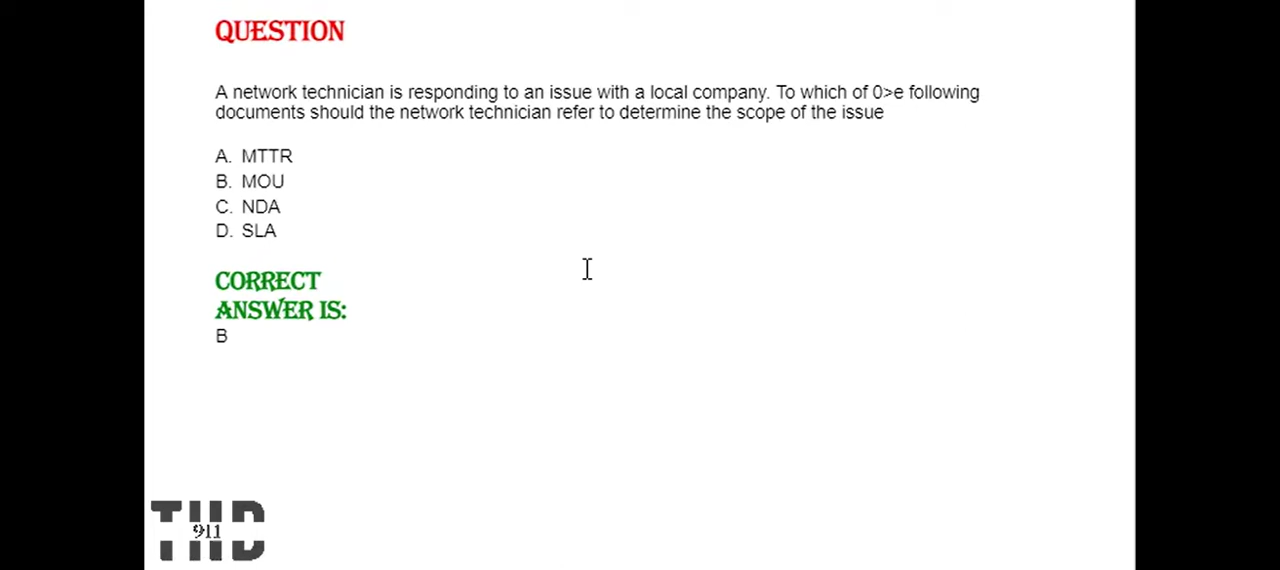 QUESTION
A network technician is responding to an issue with a local company. To which of 0>e following
documents should the network technician refer to determine the scope of the issue
A. MTTR
B. MOU
C. NDA
D. SLA
CORRECT
ANSWER IS:
B
THD
911